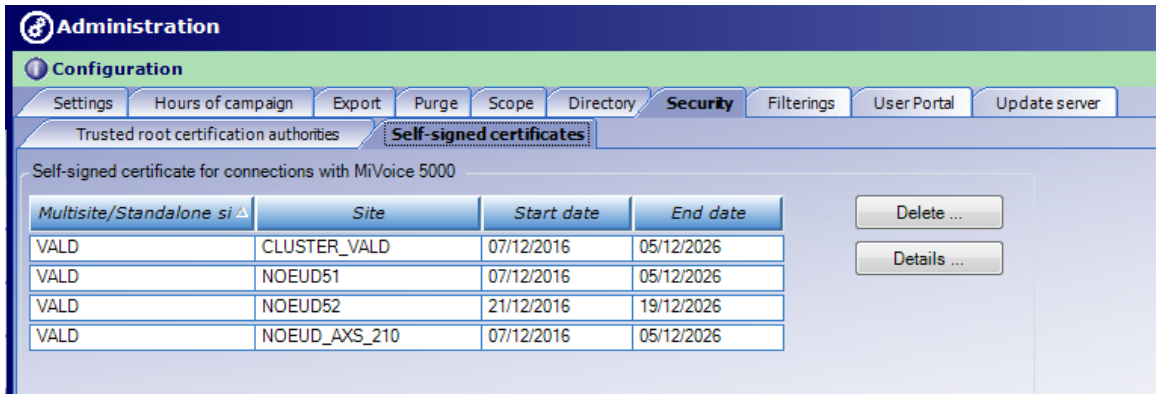 Administration
Configuration
Settings Hours of campaign Export Purge Scope Directory Security Filterings User Portal Update server
Trusted root certification authorities Self-signed certificates
Self-signed certificate for connections with MiVoice 5000
Multisite/Standalone si Site Start date End date Delete ...
VALD CLUSTER_VALD 07/12/2016 05/12/2026
VALD NOEUD51 07/12/2016 05/12/2026 Details ...
VALD NOEUD52 21/12/2016 19/12/2026
VALD NOEUD_AXS_210 07/12/2016 05/12/2026